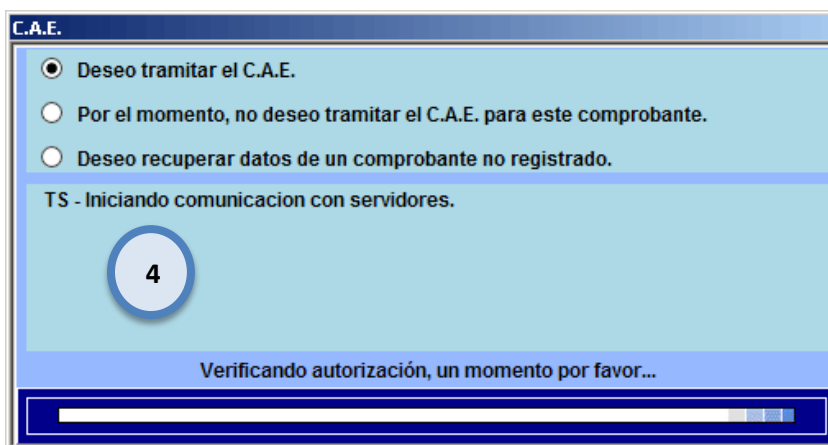 C.A.E.
Deseo tramitar el C.A.E.
Por el momento, no deseo tramitar el C.A.E. para este comprobante.
Deseo recuperar datos de un comprobante no registrado.
TS - Iniciando comunicacion con servidores.
4
Verificando autorización, un momento por favor...